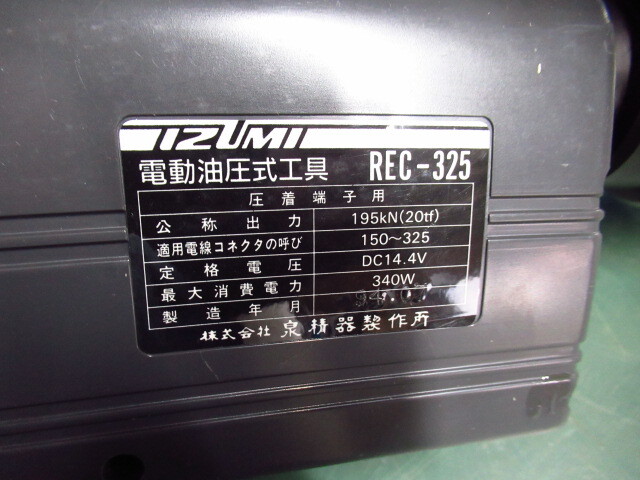 IZUMI
電動油圧式工具 REC-325
圧着端子用
公称出力 195kN(20tf)
適用電線コネクタの呼び 150～325
定格電圧 DC14.4V
最大消費電力 340W
製造年月
株式会社 泉精器製作所